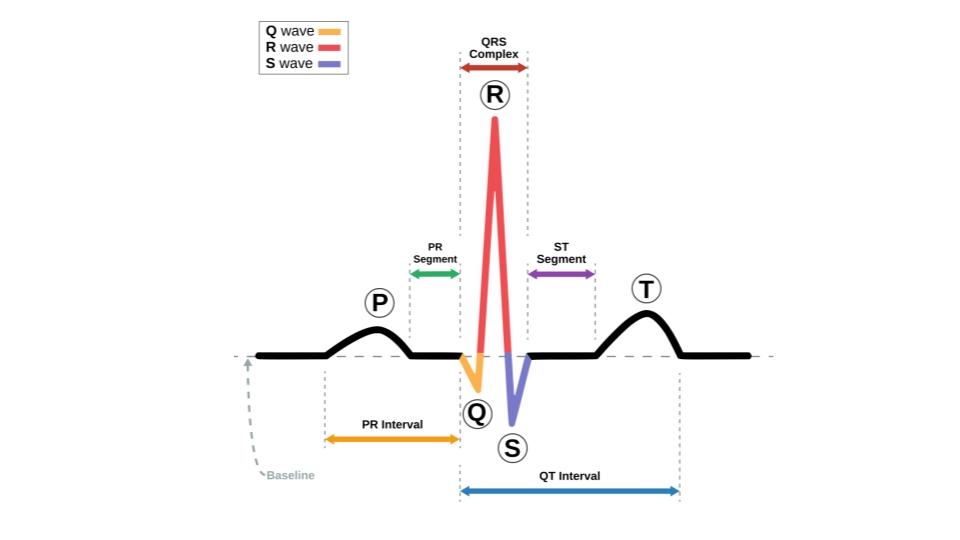 Q wave
R wave
S wave
QRS
Complex
R
PR
Segment
ST
Segment
P
T
Q
S
PR Interval
Baseline
QT Interval